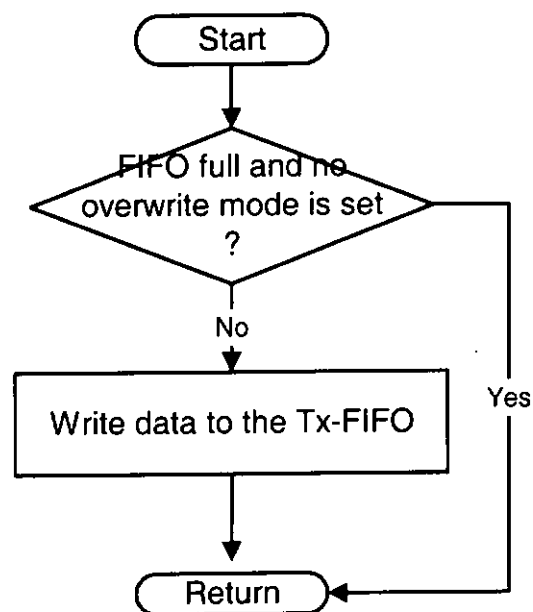 Start
FIFO full and no
overwrite mode is set
?
No
Yes
Write data to the Tx-FIFO
Return